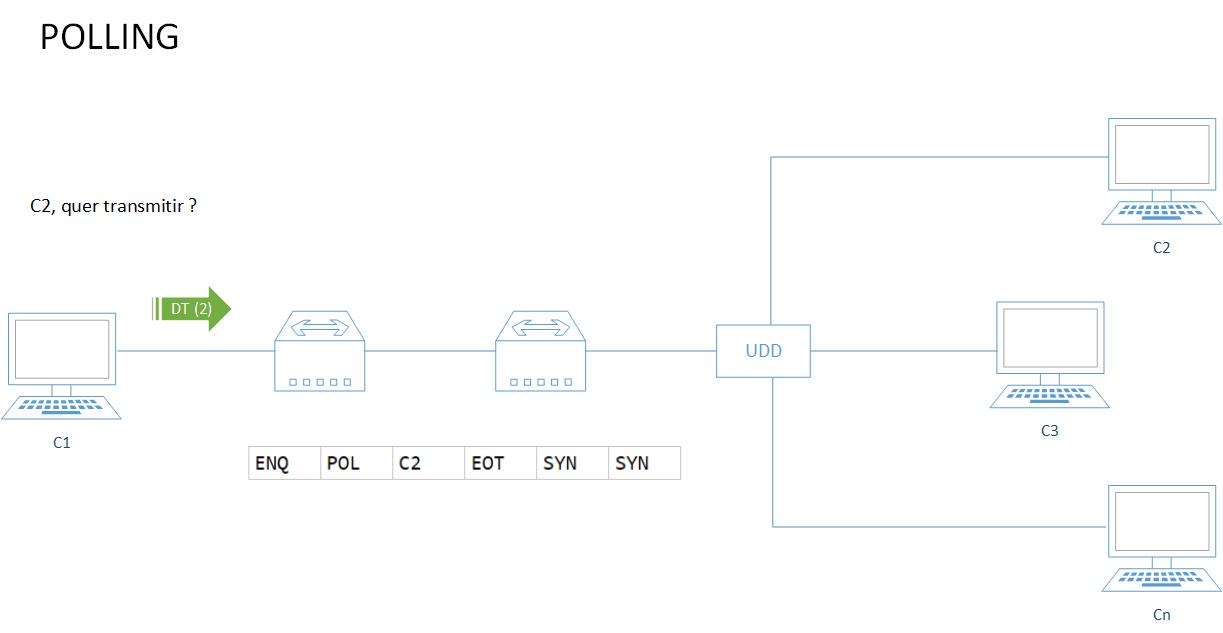 POLLING
C2, quer transmitir ?
DT (2)
C2
UDD
C1
C3
ENQ POL C2 EOT SYN SYN
Cn